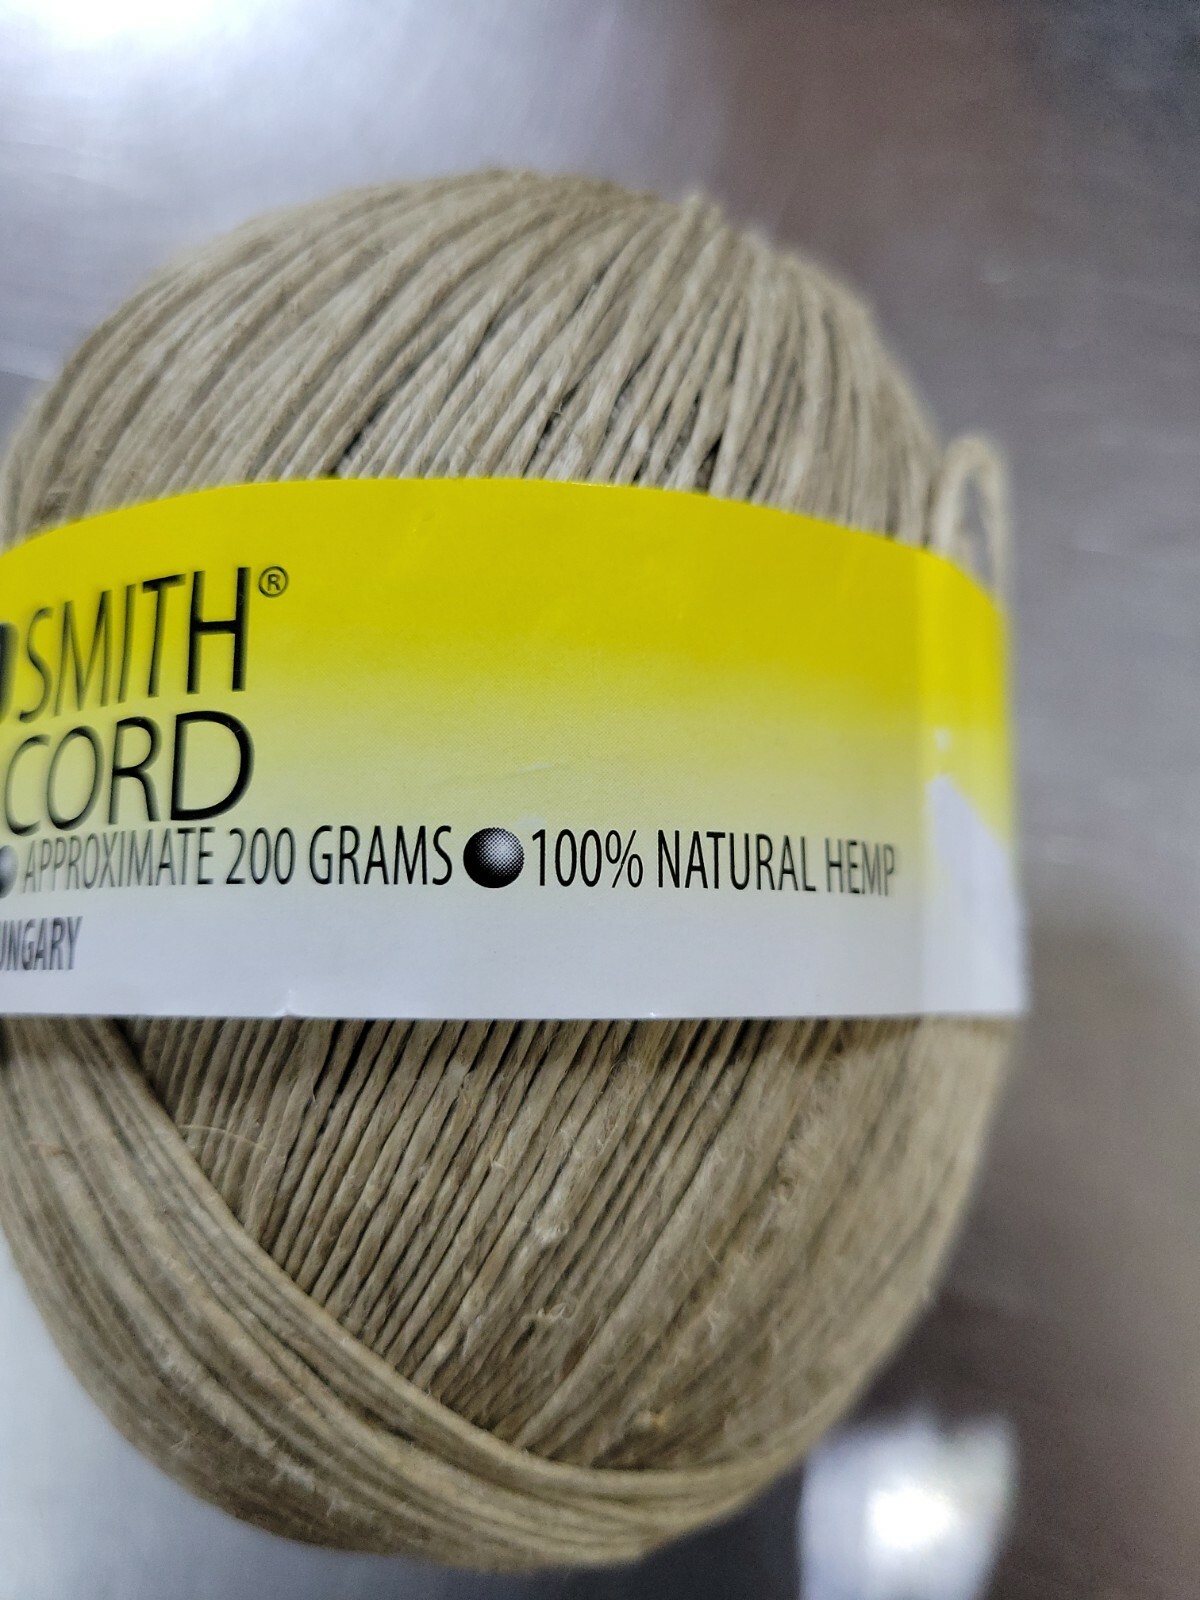 SMITH®
CORD
APPROXIMATE 200 GRAMS ● 100% NATURAL HEMP
UNGARY